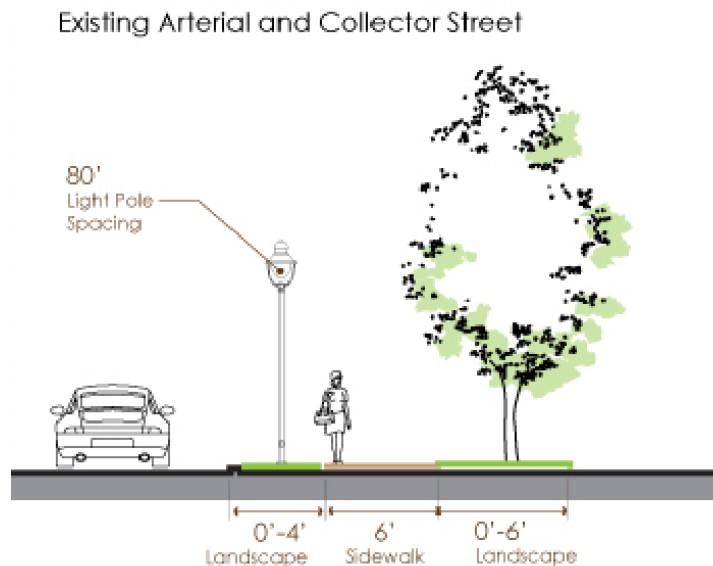 Existing Arterial and Collector Street
80'
Light Pole
Spacing
0'-4'
Landscape
6'
Sidewalk
0'-6'
Landscape